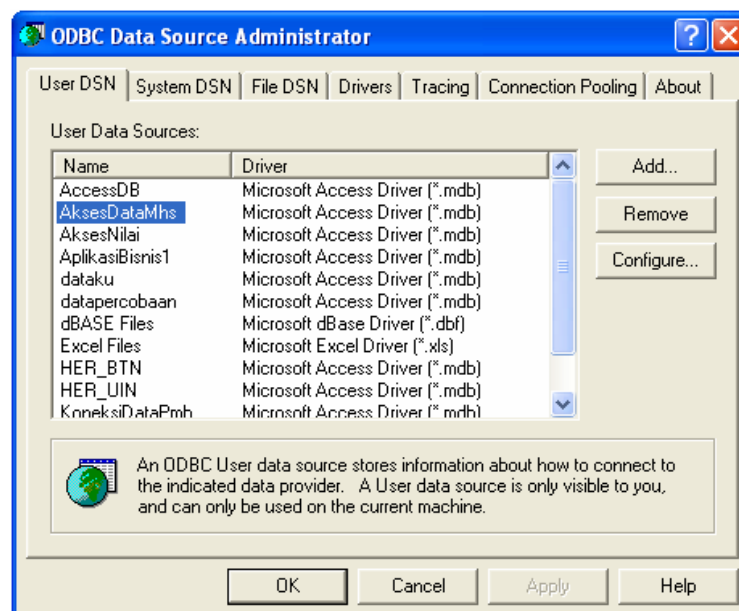 ODBC Data Source Administrator
User DSN System DSN File DSN Drivers Tracing Connection Pooling About
User Data Sources:
Name Driver
AccessDB Microsoft Access Driver (*.mdb)
AksesDataMhs Microsoft Access Driver (*.mdb)
AksesNilai Microsoft Access Driver (*.mdb)
AplikasiBisnis1 Microsoft Access Driver (*.mdb)
dataku Microsoft Access Driver (*.mdb)
datapercobaan Microsoft Access Driver (*.mdb)
dBASE Files Microsoft dBase Driver (*.dbf)
Excel Files Microsoft Excel Driver (*.xls)
HER_BTN Microsoft Access Driver (*.mdb)
HER_UIN Microsoft Access Driver (*.mdb)
KoneksiDataPmb Microsoft Access Driver (*.mdb)
Add...
Remove
Configure...
An ODBC User data source stores information about how to connect to
the indicated data provider. A User data source is only visible to you,
and can only be used on the current machine.
OK Cancel Apply Help